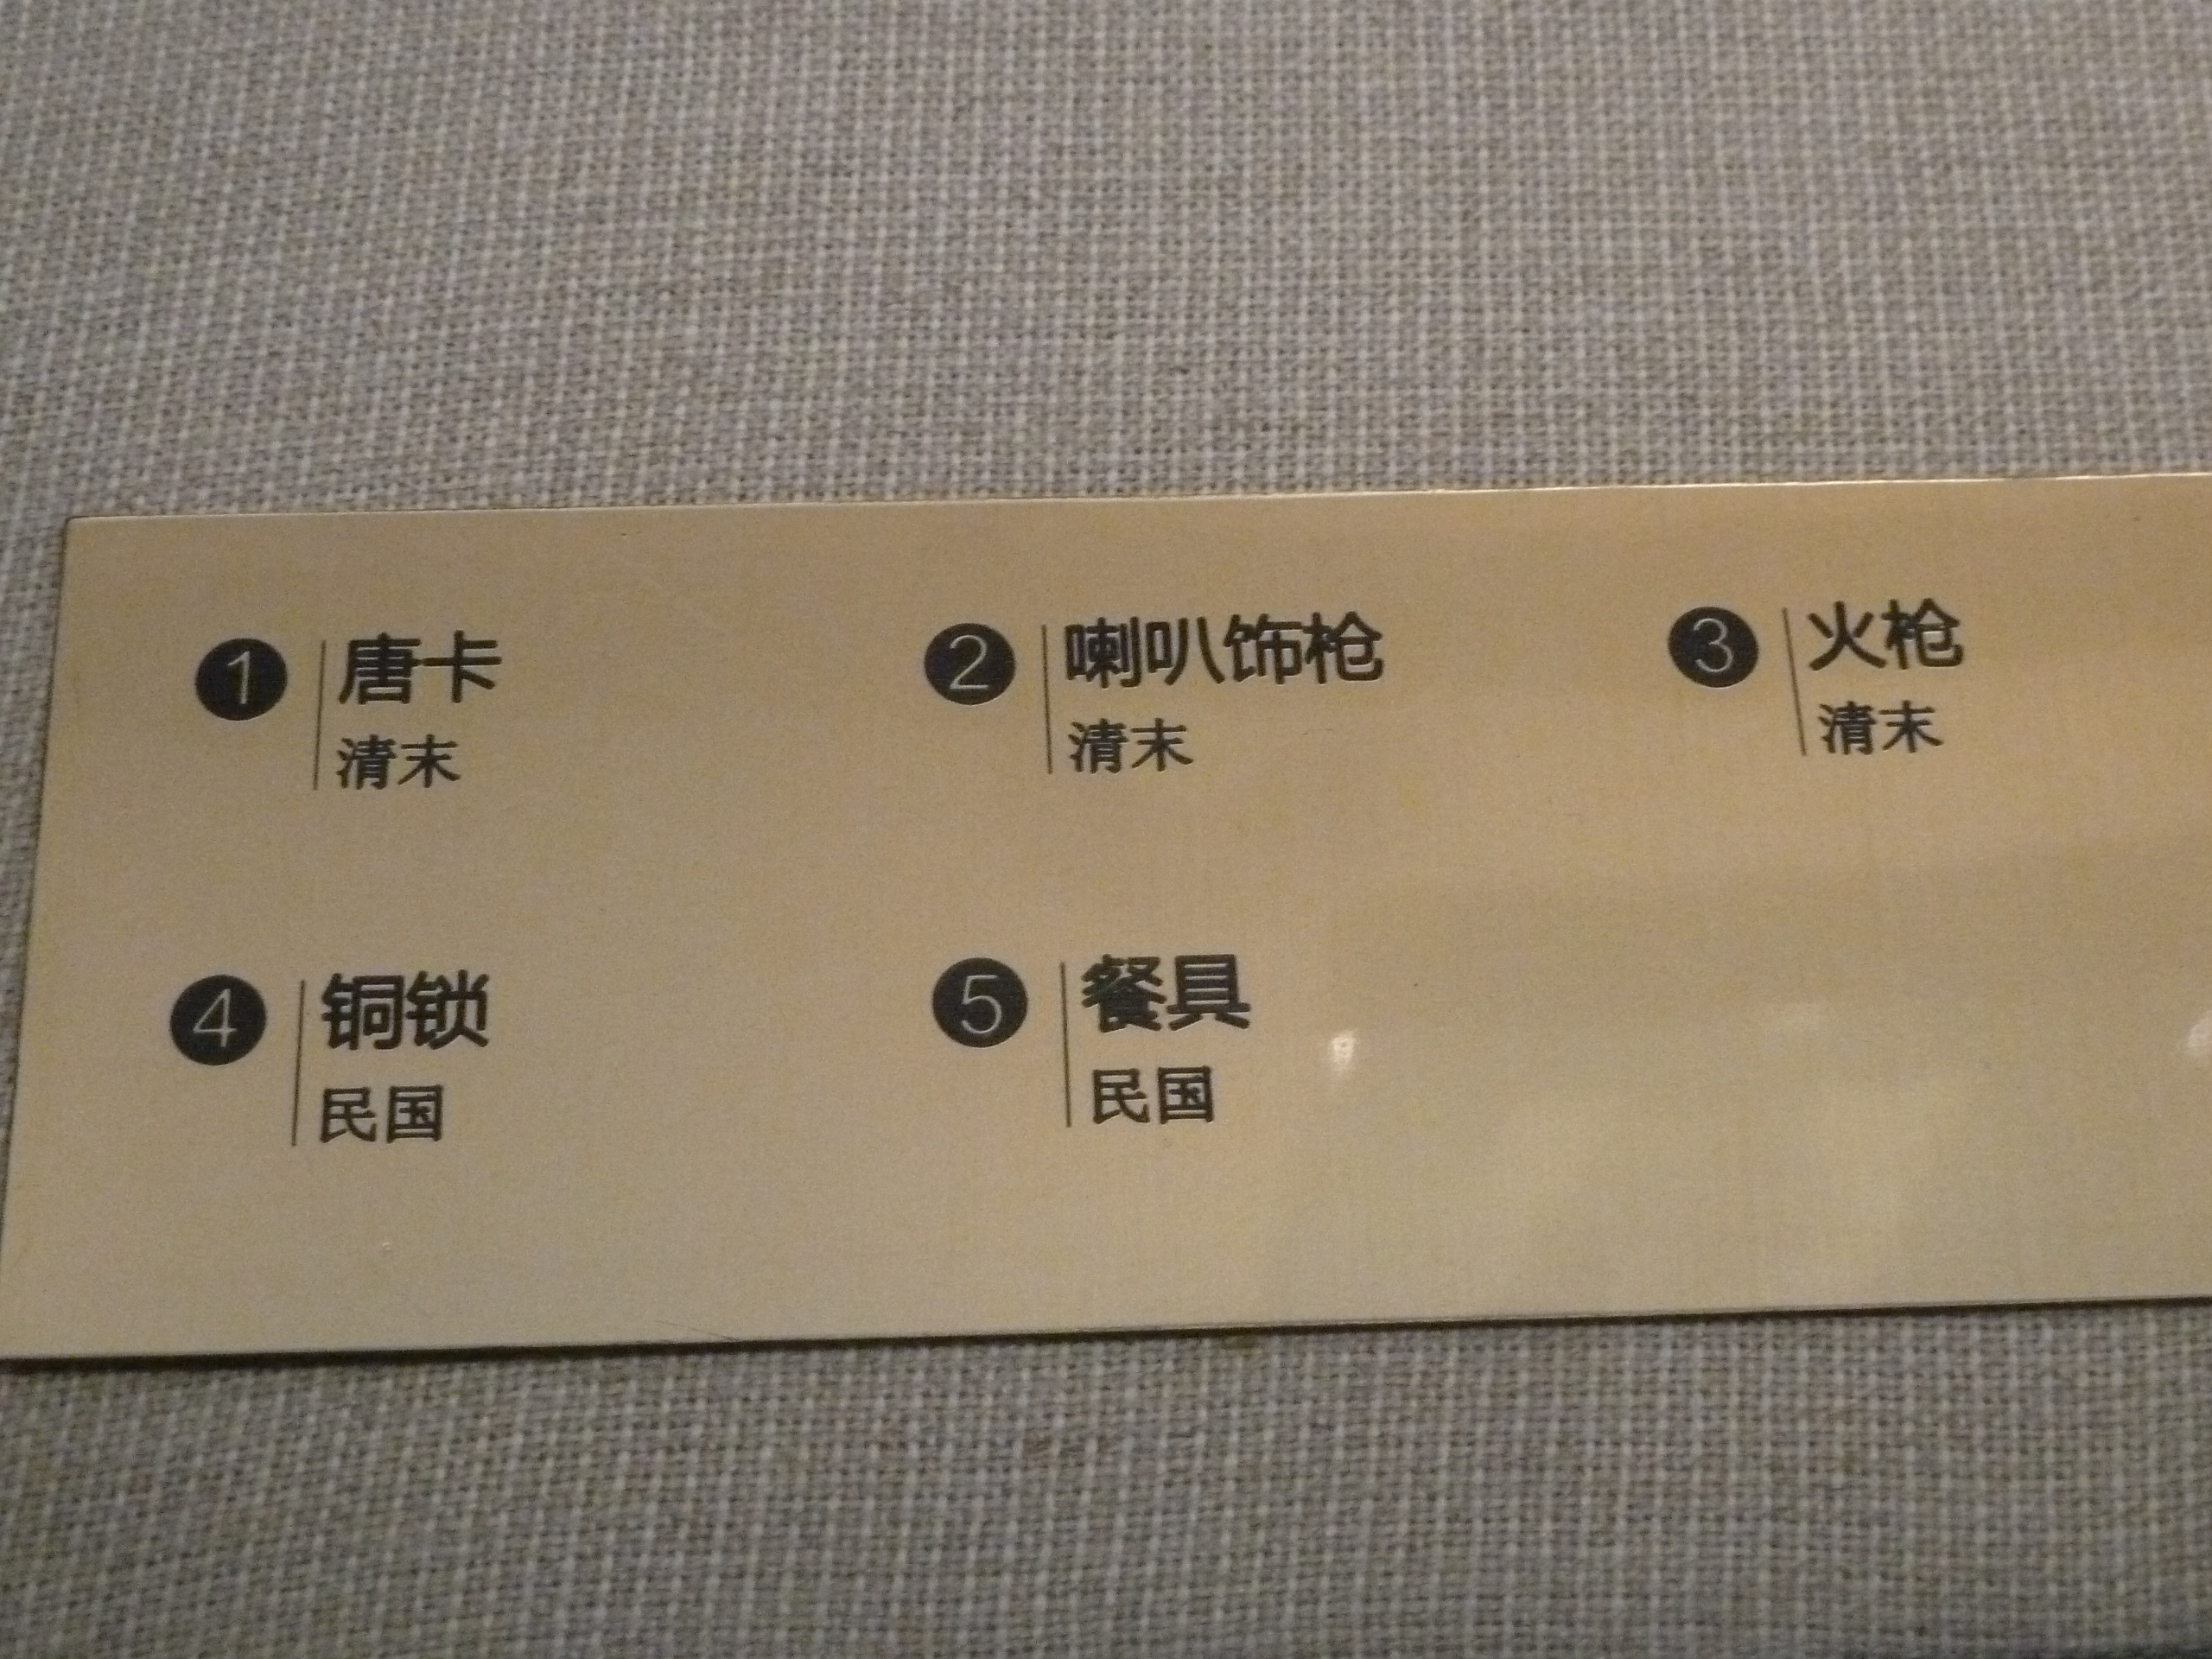 1 唐卡
清末
2 喇叭饰枪
清末
3 火枪
清末
4 铜锁
民国
5 餐具
民国